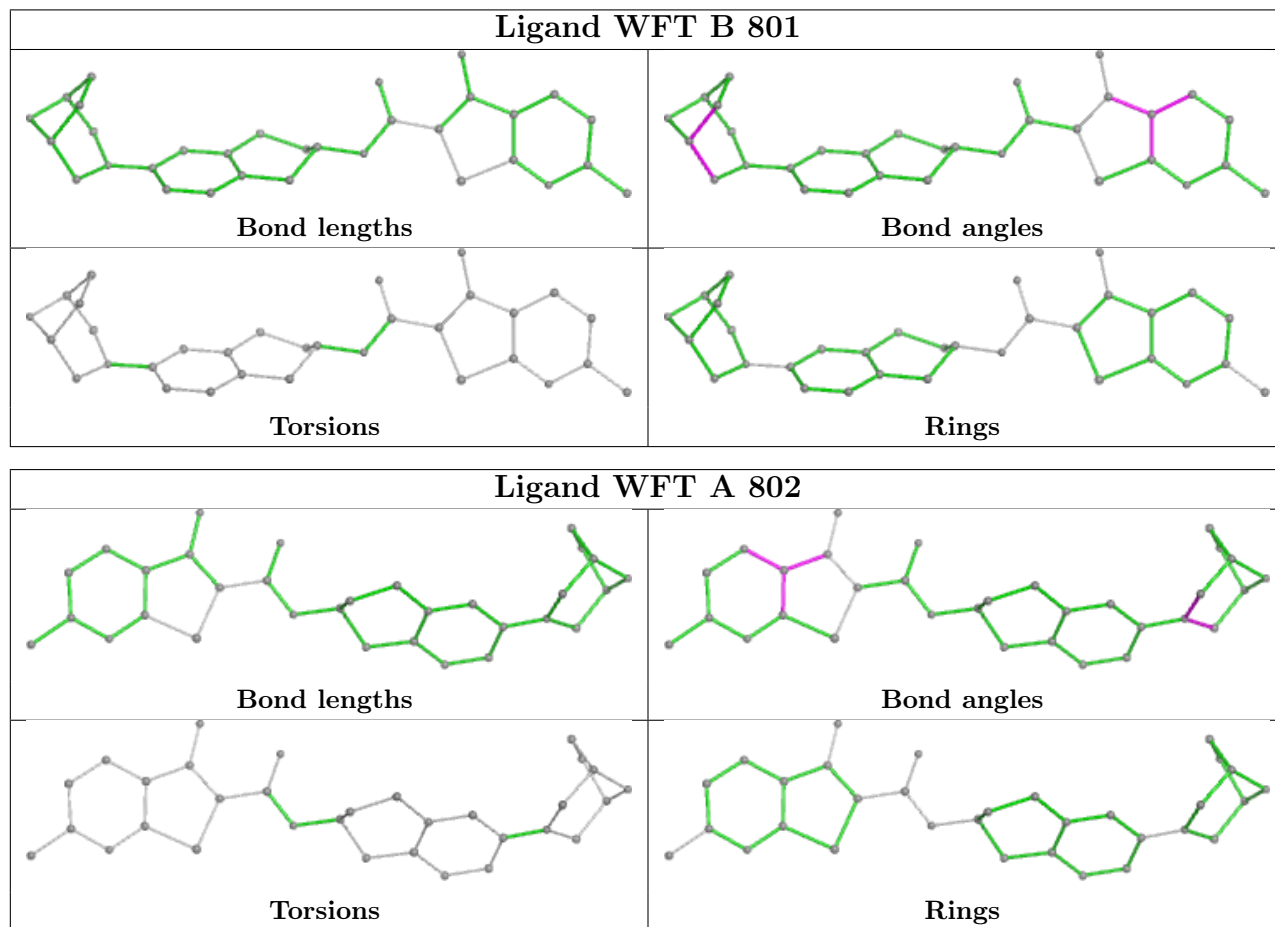 Ligand WFT B 801
Bond lengths
Bond angles
Torsions
Rings
Ligand WFT A 802
Bond lengths
Bond angles
Torsions
Rings